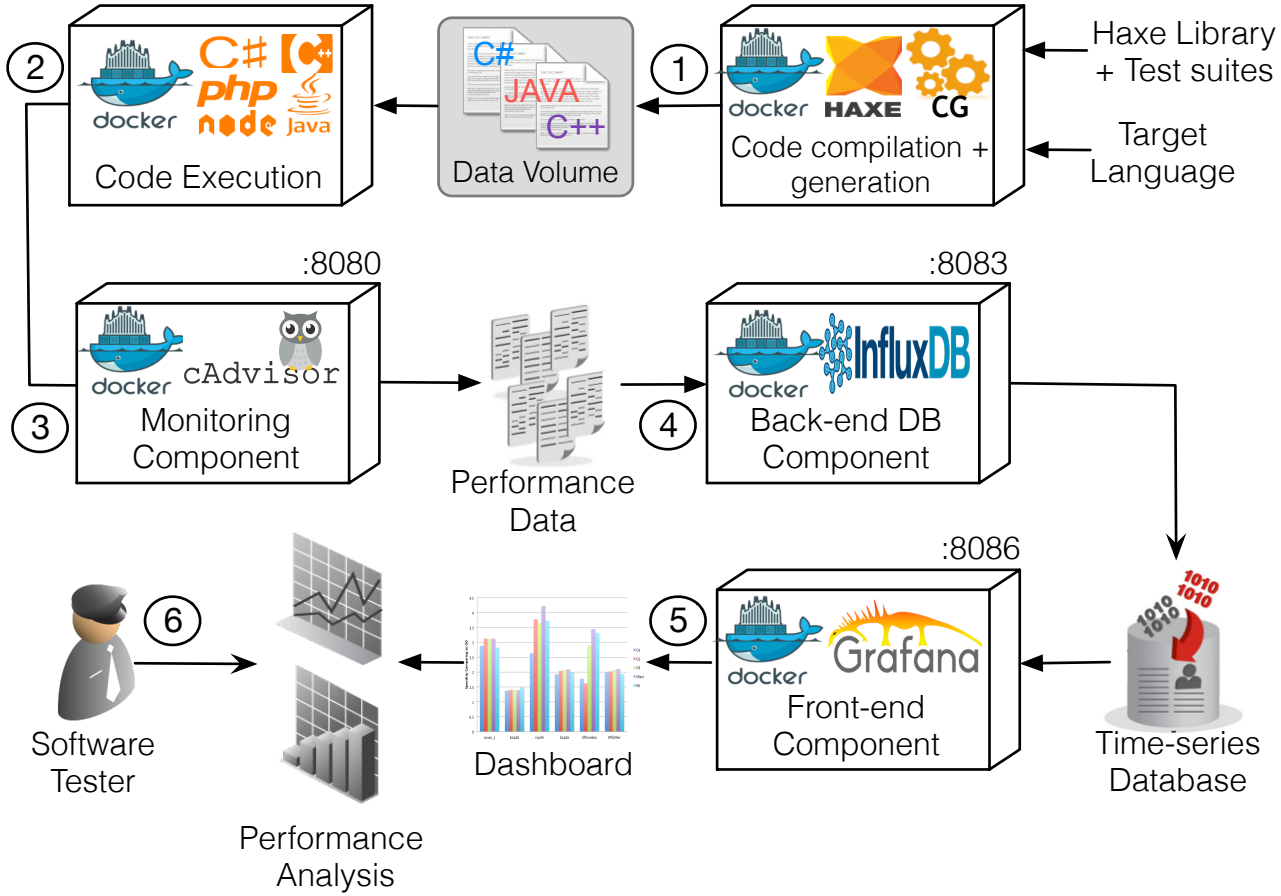 2
docker
C#
C++
php
node
Java
Code Execution
C#
JAVA
C++
Data Volume
1
docker
HAXE
CG
Code compilation +
generation
Haxe Library
+ Test suites
Target
Language
:8080
3
docker
cAdvisor
Monitoring
Component
Performance
Data
:8083
4
docker
InfluxDB
Back-end DB
Component
:8086
5
docker
Grafana
Front-end
Component
1010
1010
1010
1010
Time-series
Database
Dashboard
6
Software
Tester
Performance
Analysis